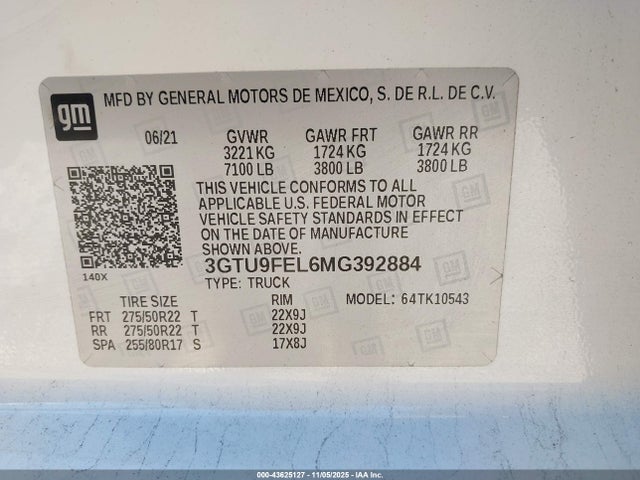 gm
MFD BY GENERAL MOTORS DE MEXICO, S. DE R.L. DE C.V.
06/21 GVWR GAWR FRT GAWR RR
3221 KG 1724 KG 1724 KG
7100 LB 3800 LB 3800 LB
THIS VEHICLE CONFORMS TO ALL
APPLICABLE U.S. FEDERAL MOTOR
VEHICLE SAFETY STANDARDS IN EFFECT
ON THE DATE OF MANUFACTURE
SHOWN ABOVE.
140X
3GTU9FEL6MG392884
TYPE: TRUCK
TIRE SIZE RIM MODEL: 64TK10543
FRT 275/50R22 T 22X9J
RR 275/50R22 T 22X9J
SPA 255/80R17 S 17X8J
000-43625127 - 11/05/2025 - IAA Inc.